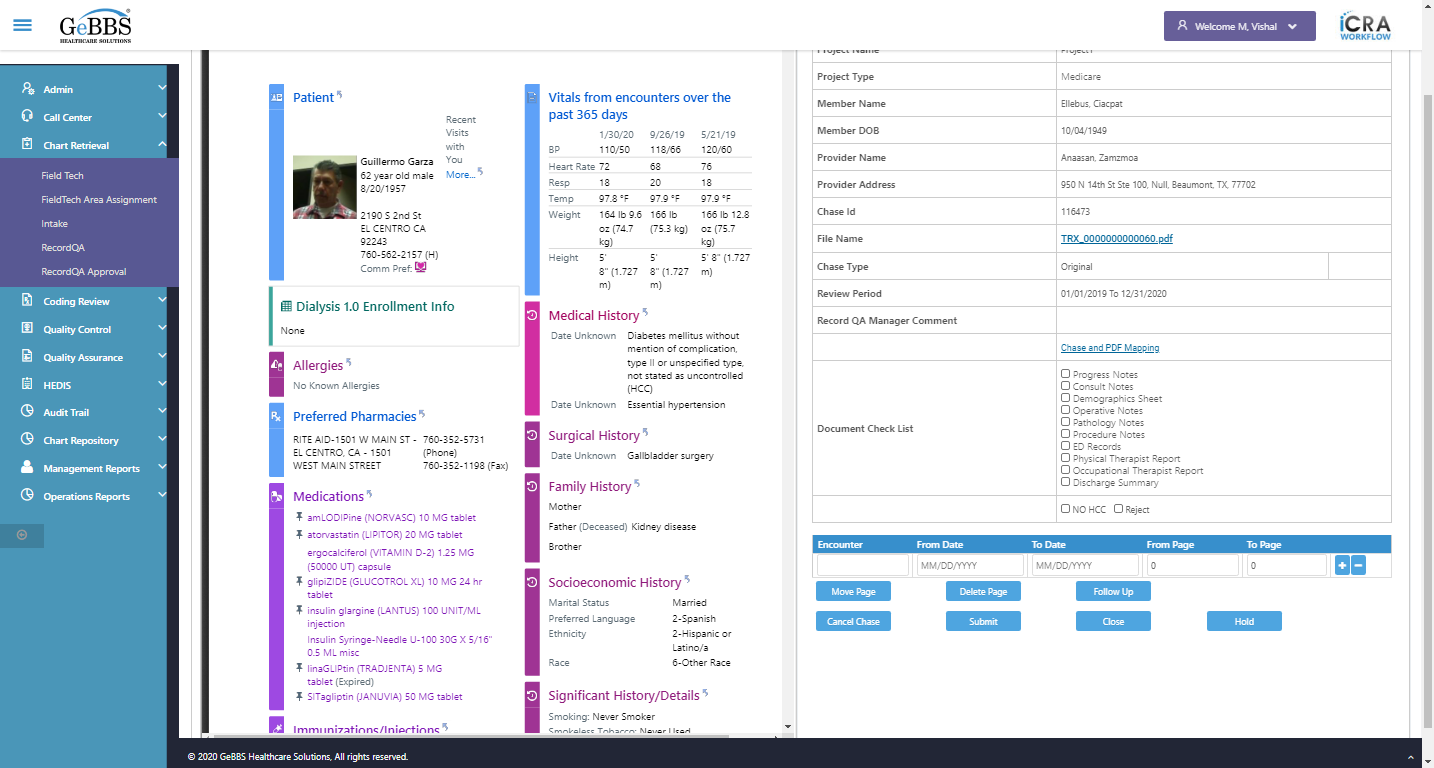 GeBBS
HEALTHCARE SOLUTIONS
Welcome M, Vishal
iCRA
WORKFLOW
Admin
Call Center
Chart Retrieval
Field Tech
FieldTech Area Assignment
Intake
RecordQA
RecordQA Approval
Coding Review
Quality Control
Quality Assurance
HEDIS
Audit Trail
Chart Repository
Management Reports
Operations Reports
Patient
Recent
Visits
with
You
More...
Guillermo Garza
62 year old male
8/20/1957
2190 S 2nd St
EL CENTRO CA
92243
760-562-2157 (H)
Comm Pref:
Dialysis 1.0 Enrollment Info
None
Allergies
No Known Allergies
Preferred Pharmacies
RITE AID-1501 W MAIN ST - 760-352-5731
EL CENTRO, CA - 1501 (Phone)
WEST MAIN STREET 760-352-1198 (Fax)
Medications
amLODIPine (NORVASC) 10 MG tablet
atorvastatin (LIPITOR) 20 MG tablet
ergocalciferol (VITAMIN D-2) 1.25 MG
(50000 UT) capsule
glipiZIDE (GLUCOTROL XL) 10 MG 24 hr
tablet
insulin glargine (LANTUS) 100 UNIT/ML
injection
Insulin Syringe-Needle U-100 30G X 5/16"
0.5 ML misc
linaGLIPtin (TRADJENTA) 5 MG
tablet (Expired)
SITagliptin (JANUVIA) 50 MG tablet
Immunizations/Injections
Vitals from encounters over the
past 365 days
1/30/20 9/26/19 5/21/19
BP 110/50 118/66 120/60
Heart Rate 72 68 76
Resp 18 20 18
Temp 97.8 °F 97.9 °F 97.9 °F
Weight 164 lb 9.6 166 lb 166 lb 12.8
oz (74.7 (75.3 kg) oz (75.7
kg) kg)
Height 5' 5' 5' 8" (1.727
8" (1.727 8" (1.727 m)
m) m)
Medical History
Date Unknown Diabetes mellitus without
mention of complication,
type II or unspecified type,
not stated as uncontrolled
(HCC)
Date Unknown Essential hypertension
Surgical History
Date Unknown Gallbladder surgery
Family History
Mother
Father (Deceased) Kidney disease
Brother
Socioeconomic History
Marital Status Married
Preferred Language 2-Spanish
Ethnicity 2-Hispanic or
Latino/a
Race 6-Other Race
Significant History/Details
Smoking: Never Smoker
Smokeless Tobacco: Never Used
Project Name Project1
Project Type Medicare
Member Name Ellebus, Ciacpat
Member DOB 10/04/1949
Provider Name Anaasan, Zamzmoa
Provider Address 950 N 14th St Ste 100, Null, Beaumont, TX, 77702
Chase Id 116473
File Name TRX_0000000000060.pdf
Chase Type Original
Review Period 01/01/2019 To 12/31/2020
Record QA Manager Comment
Chase and PDF Mapping
Document Check List
Progress Notes
Consult Notes
Demographics Sheet
Operative Notes
Pathology Notes
Procedure Notes
ED Records
Physical Therapist Report
Occupational Therapist Report
Discharge Summary
NO HCC Reject
Encounter From Date To Date From Page To Page
MM/DD/YYYY MM/DD/YYYY 0 0
Move Page Delete Page Follow Up
Cancel Chase Submit Close Hold
© 2020 GeBBS Healthcare Solutions, All rights reserved.